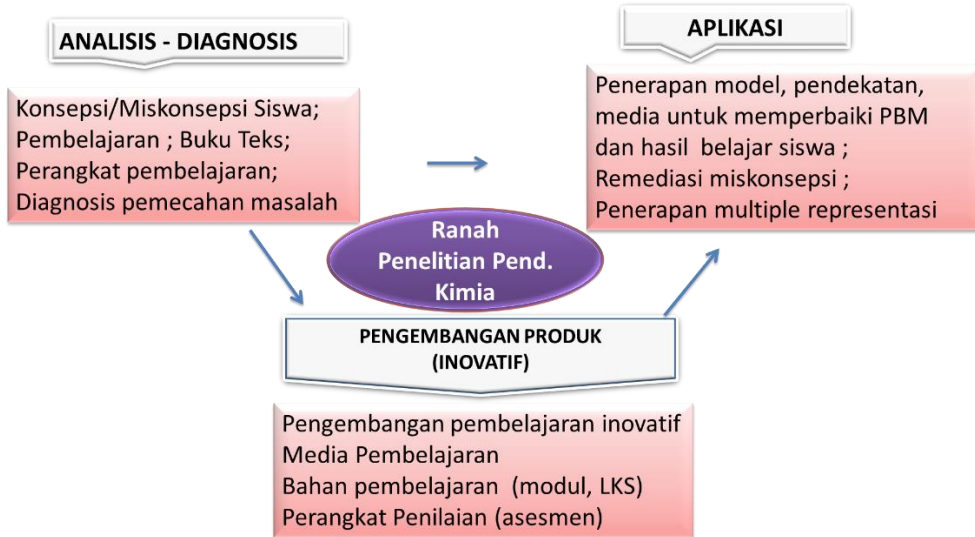 ANALISIS - DIAGNOSIS
Konsepsi/Miskonsepsi Siswa;
Pembelajaran ; Buku Teks;
Perangkat pembelajaran;
Diagnosis pemecahan masalah
APLIKASI
Penerapan model, pendekatan,
media untuk memperbaiki PBM
dan hasil belajar siswa ;
Remediasi miskonsepsi ;
Penerapan multiple representasi
Ranah
Penelitian Pend.
Kimia
PENGEMBANGAN PRODUK
(INOVATIF)
Pengembangan pembelajaran inovatif
Media Pembelajaran
Bahan pembelajaran (modul, LKS)
Perangkat Penilaian (asesmen)